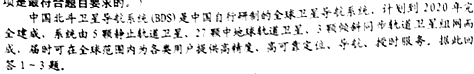 项是最符合题目要求的。)
中国北斗卫星导航系统(BDS)是中国自行研制的全球卫星导航系统，计划到2020年完
全建成，系统由5颗静止轨道卫星、27颗中地球轨道卫星、3颗倾斜同步轨道卫星组网而
成，届时可在全球范围内为各类用户提供高精度、高可靠定位、导航、授时服务。据此回
答1~3题。